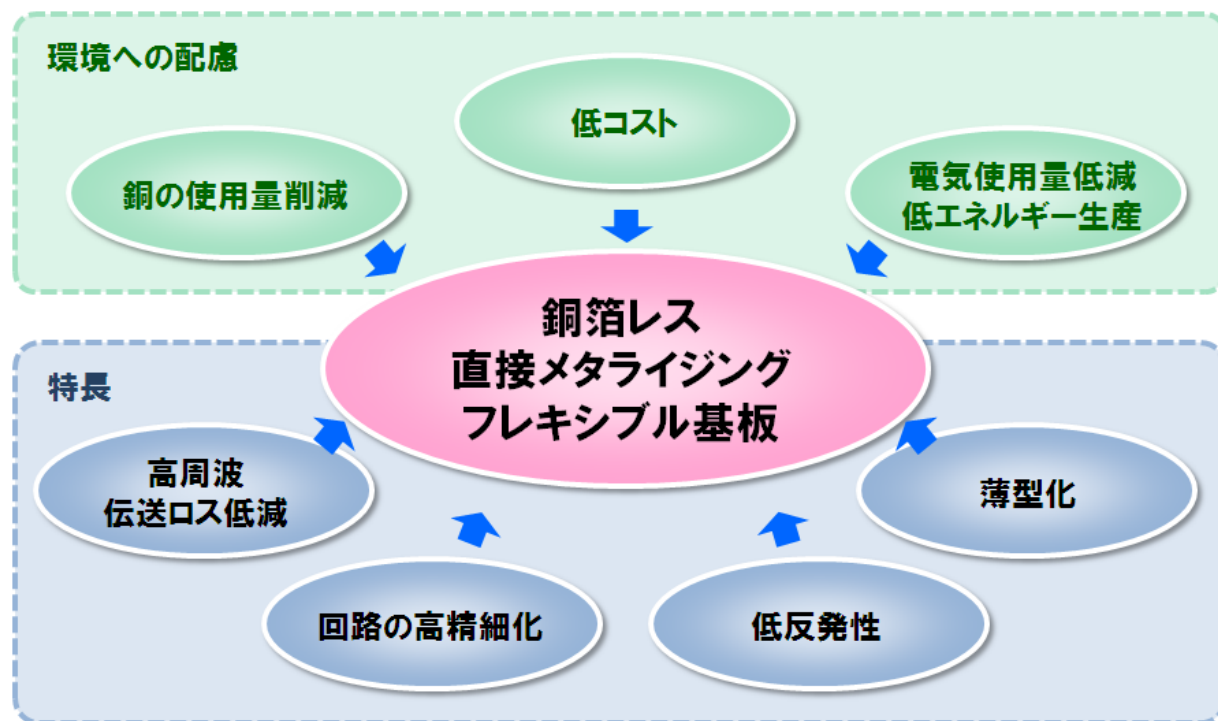 環境への配慮
低コスト
銅の使用量削減
電気使用量低減
低エネルギー生産
銅箔レス
直接メタライジング
フレキシブル基板
特長
高周波
伝送ロス低減
薄型化
回路の高精細化
低反発性